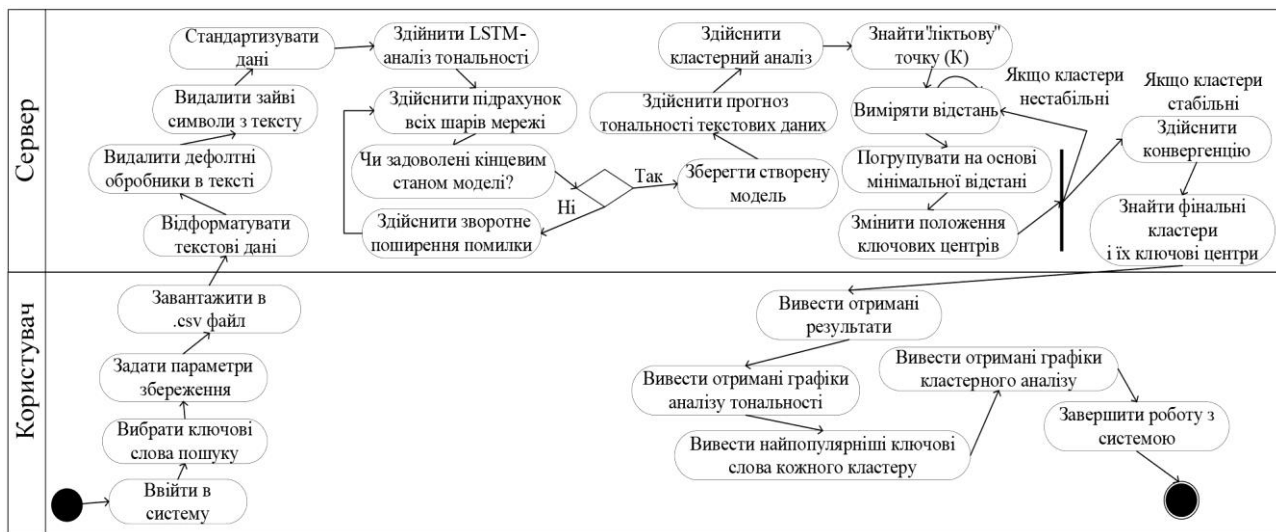 Сервер
Стандартизувати
дані
Видалити зайві
символи з тексту
Видалити дефолтні
обробники в тексті
Відформатувати
текстові дані
Здійнити LSTM-
аналіз тональності
Здійснити підрахунок
всіх шарів мережі
Чи задоволені кінцевим
станом моделі?
Так
Ні
Здійснити зворотне
поширення помилки
Зберегти створену
модель
Здійснити прогноз
тональності текстових даних
Здійснити
кластерний аналіз
Знайти"ліктьову"
точку (К)
Виміряти відстань
Погрупувати на основі
мінімальної відстані
Змінити положення
ключових центрів
Якщо кластери
нестабільні
Якщо кластери
стабільні
Здійснити
конвергенцію
Знайти фінальні
кластери
і їх ключові центри
Користувач
Завантажити в
.csv файл
Задати параметри
збереження
Вибрати ключові
слова пошуку
Ввійти в
систему
Вивести отримані
результати
Вивести отримані графіки
аналізу тональності
Вивести найпопулярніші ключові
слова кожного кластеру
Вивести отримані графіки
кластерного аналізу
Завершити роботу з
системою